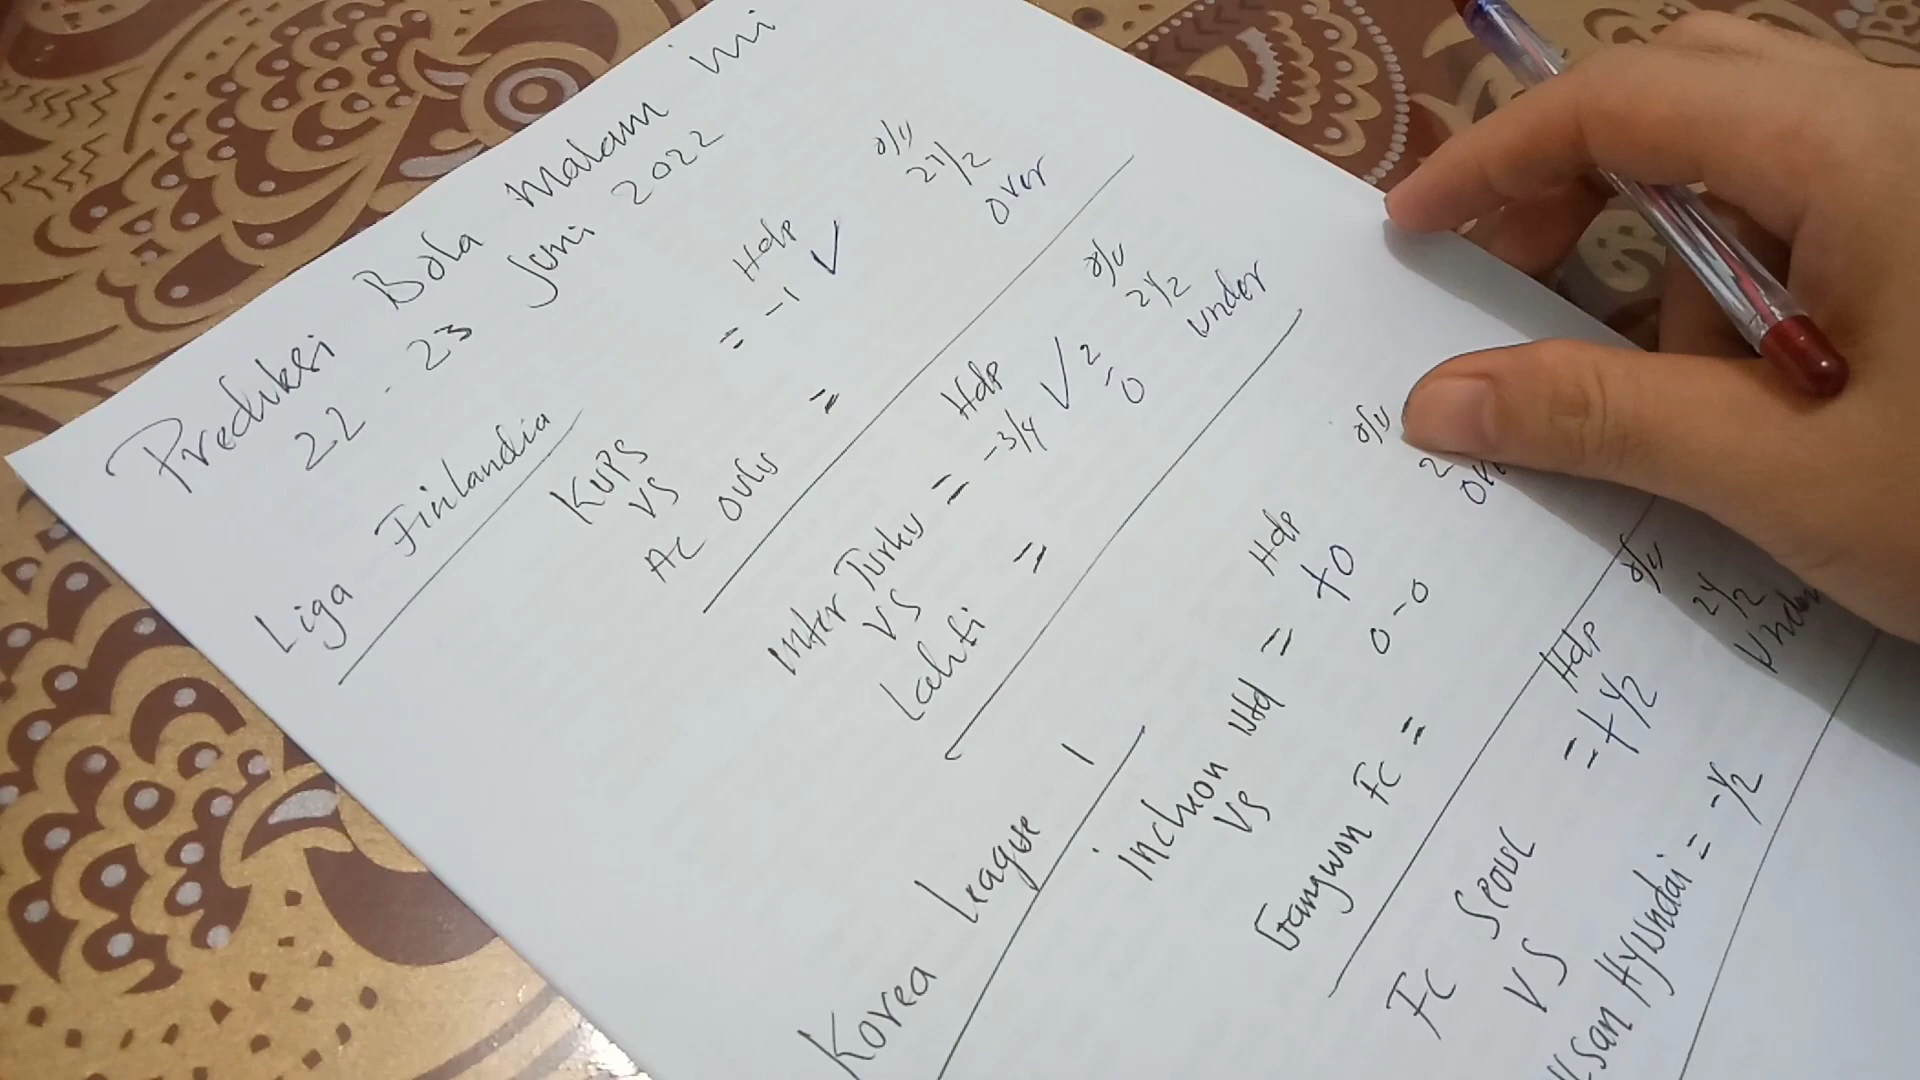 Prediksi Bola Malam ini
22 - 23 Juni 2022
Liga Finlandia
KUPS = -1 ✓
Hdp
O/U
2 1/2
Over
VS
AC Oulu =
Inter Turku = -3/4 ✓ 2-0
Hdp
O/U
2 1/2
Under
VS
Lahti =
Korea League 1
Incheon Utd = +0
Hdp
0-0
O/U
2
VS
Gangwon FC =
FC Seoul = + 1/2
Hdp
O/U
2 1/2
Under
VS
Hyundai = -1/2